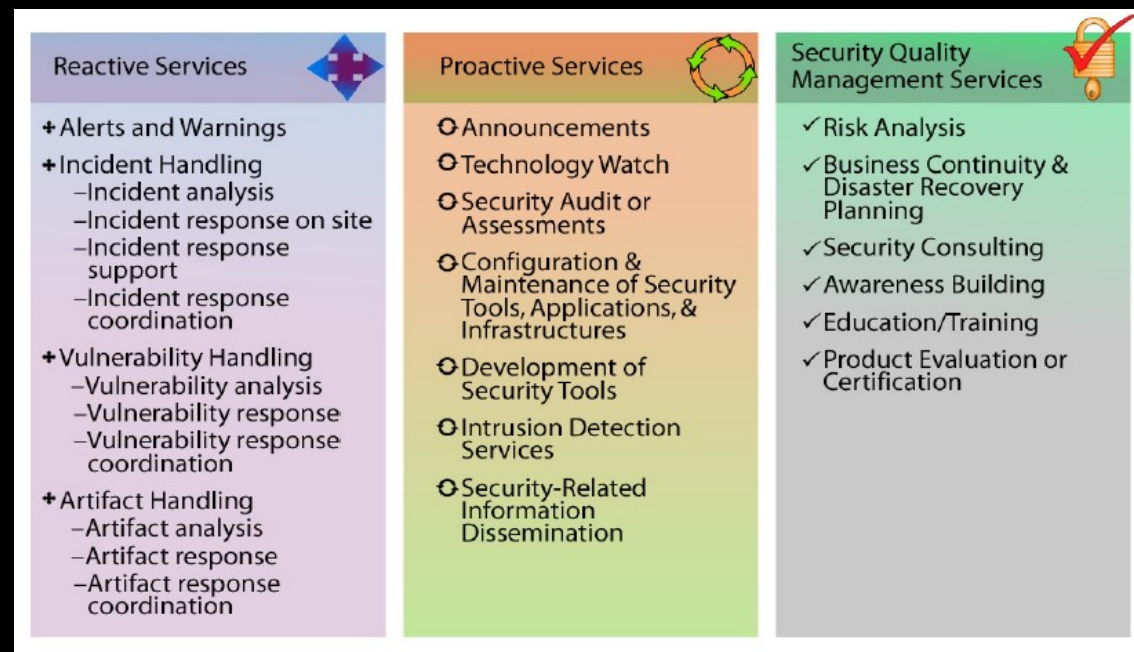 Reactive Services
+Alerts and Warnings
+Incident Handling
–Incident analysis
–Incident response on site
–Incident response
support
–Incident response
coordination
+Vulnerability Handling
–Vulnerability analysis
–Vulnerability response
–Vulnerability response
coordination
+Artifact Handling
–Artifact analysis
–Artifact response
–Artifact response
coordination
Proactive Services
Announcements
Technology Watch
Security Audit or
Assessments
Configuration &
Maintenance of Security
Tools, Applications, &
Infrastructures
Development of
Security Tools
Intrusion Detection
Services
Security-Related
Information
Dissemination
Security Quality
Management Services
✓Risk Analysis
✓Business Continuity &
Disaster Recovery
Planning
✓Security Consulting
✓Awareness Building
✓Education/Training
✓Product Evaluation or
Certification